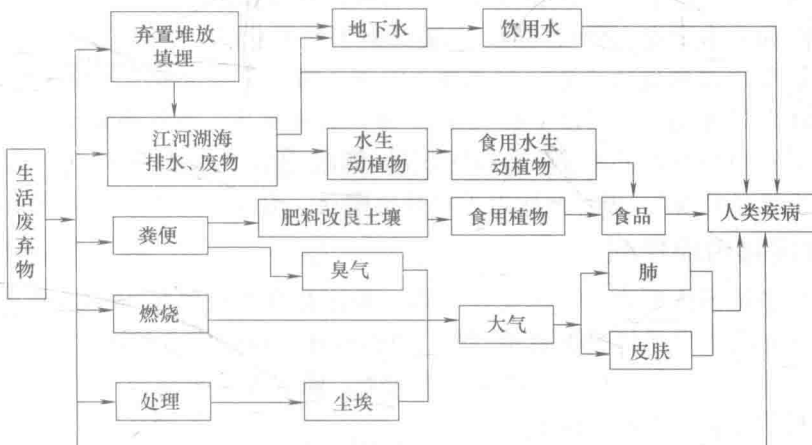 弃置堆放
填埋
地下水
饮用水
江河湖海
排水、废物
水生
动植物
食用水生
动植物
生活废弃物
粪便
肥料改良土壤
食用植物
食品
人类疾病
臭气
肺
燃烧
大气
皮肤
处理
尘埃